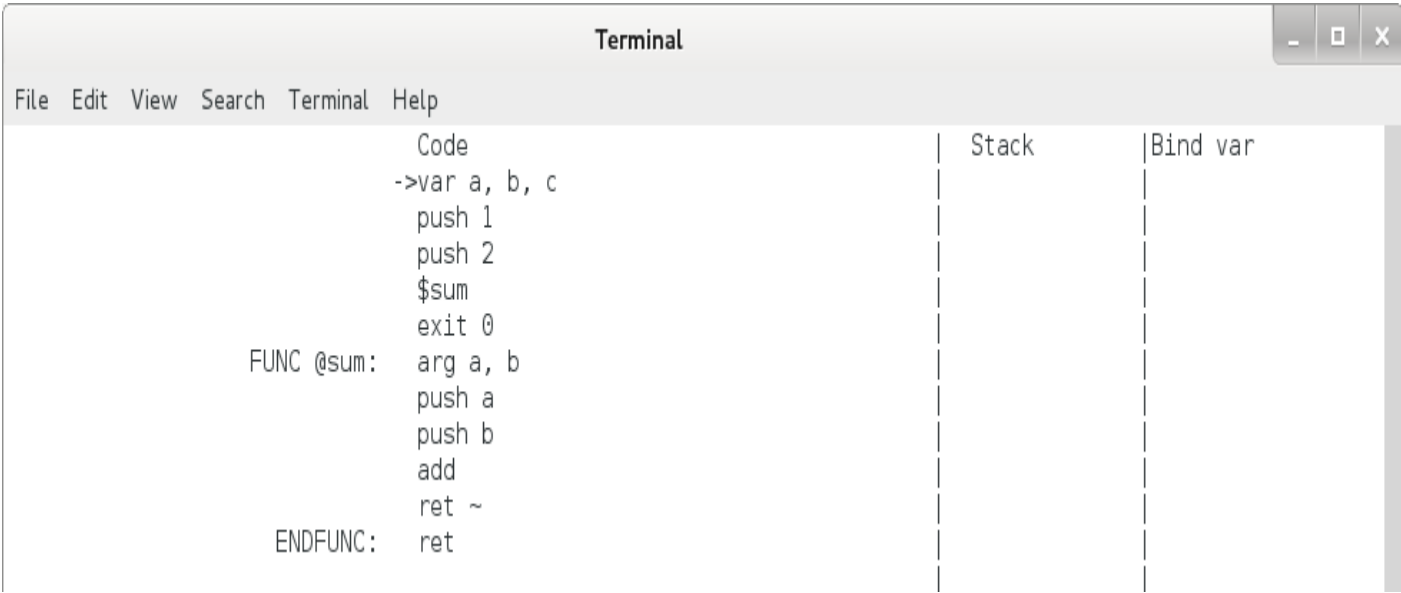 Terminal
File Edit View Search Terminal Help
Code | Stack |Bind var
->var a, b, c | |
push 1 | |
push 2 | |
$sum | |
exit 0 | |
FUNC @sum: arg a, b | |
push a | |
push b | |
add | |
ret ~ | |
ENDFUNC: ret | |
| |